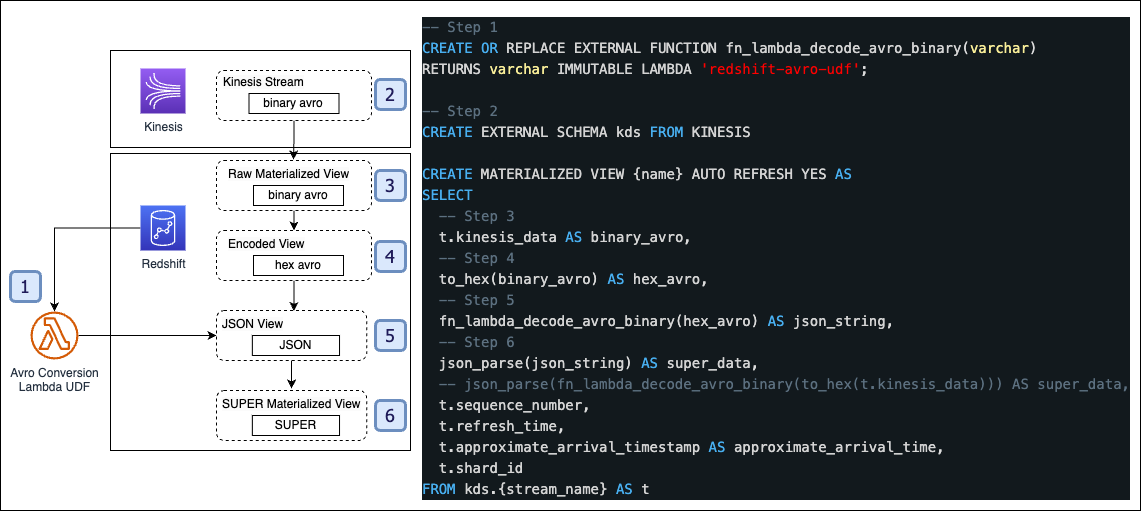 Kinesis
Kinesis Stream
binary avro
2
Raw Materialized View
binary avro
3
Redshift
Encoded View
hex avro
4
1
JSON View
JSON
5
Avro Conversion
Lambda UDF
SUPER Materialized View
SUPER
6
-- Step 1
CREATE OR REPLACE EXTERNAL FUNCTION fn_lambda_decode_avro_binary(varchar)
RETURNS varchar IMMUTABLE LAMBDA 'redshift-avro-udf';
-- Step 2
CREATE EXTERNAL SCHEMA kds FROM KINESIS
CREATE MATERIALIZED VIEW {name} AUTO REFRESH YES AS
SELECT
-- Step 3
t.kinesis_data AS binary_avro,
-- Step 4
to_hex(binary_avro) AS hex_avro,
-- Step 5
fn_lambda_decode_avro_binary(hex_avro) AS json_string,
-- Step 6
json_parse(json_string) AS super_data,
-- json_parse(fn_lambda_decode_avro_binary(to_hex(t.kinesis_data))) AS super_data,
t.sequence_number,
t.refresh_time,
t.approximate_arrival_timestamp AS approximate_arrival_time,
t.shard_id
FROM kds.{stream_name} AS t